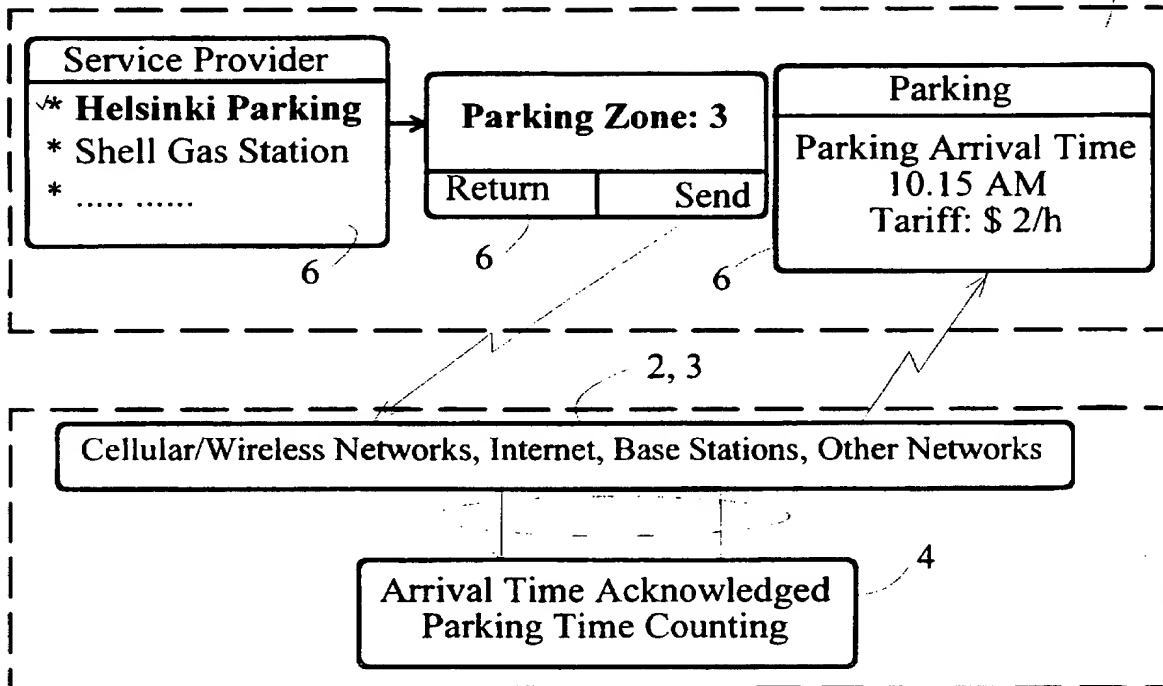 Service Provider
√* Helsinki Parking
* Shell Gas Station
* ..... ......
6
Parking Zone: 3
Return Send
6
Parking
Parking Arrival Time
10.15 AM
Tariff: $ 2/h
6
2, 3
Cellular/Wireless Networks, Internet, Base Stations, Other Networks
Arrival Time Acknowledged
Parking Time Counting
4